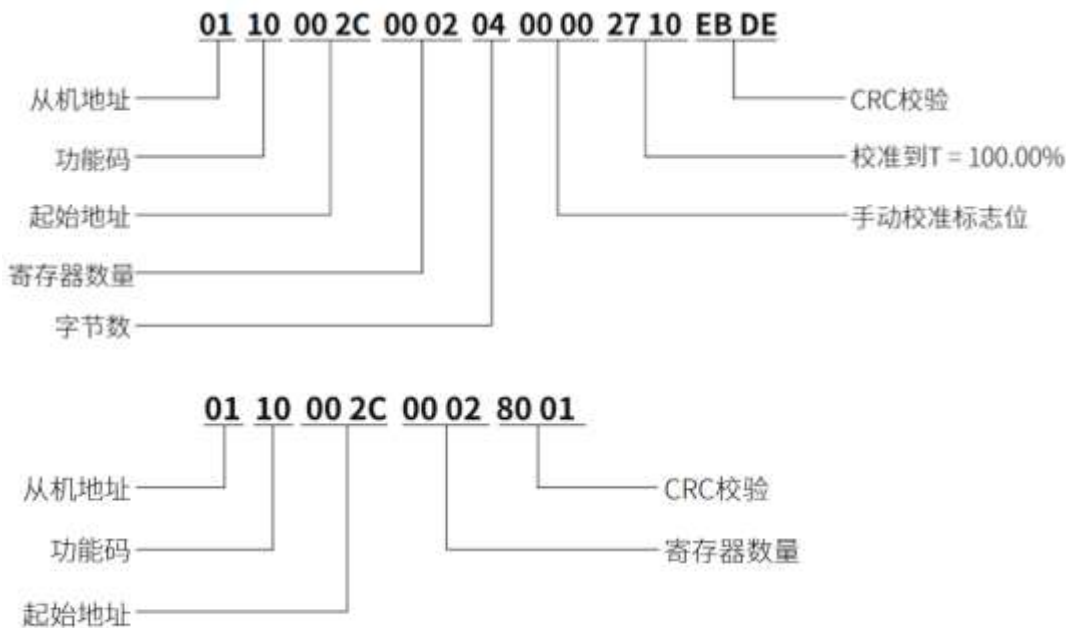 01 10 00 2C 00 02 04 00 00 27 10 EB DE
从机地址
CRC校验
功能码
校准到T = 100.00%
起始地址
手动校准标志位
寄存器数量
字节数
01 10 00 2C 00 02 80 01
从机地址
CRC校验
功能码
寄存器数量
起始地址